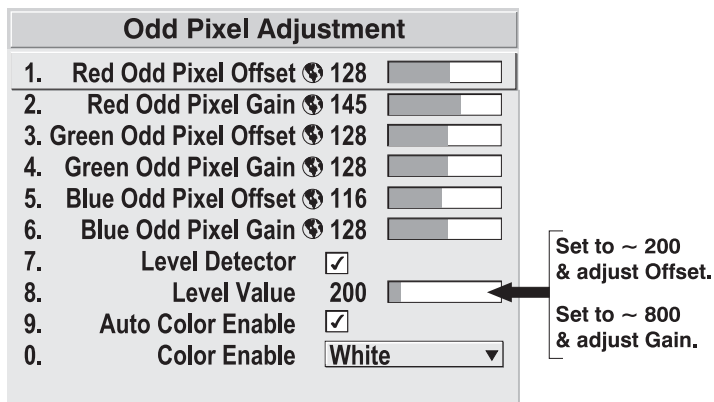 Odd Pixel Adjustment
1. Red Odd Pixel Offset 128
2. Red Odd Pixel Gain 145
3. Green Odd Pixel Offset 128
4. Green Odd Pixel Gain 128
5. Blue Odd Pixel Offset 116
6. Blue Odd Pixel Gain 128
7. Level Detector ✓
8. Level Value 200
9. Auto Color Enable ✓
0. Color Enable White ▼
Set to ~ 200
& adjust Offset.
Set to ~ 800
& adjust Gain.